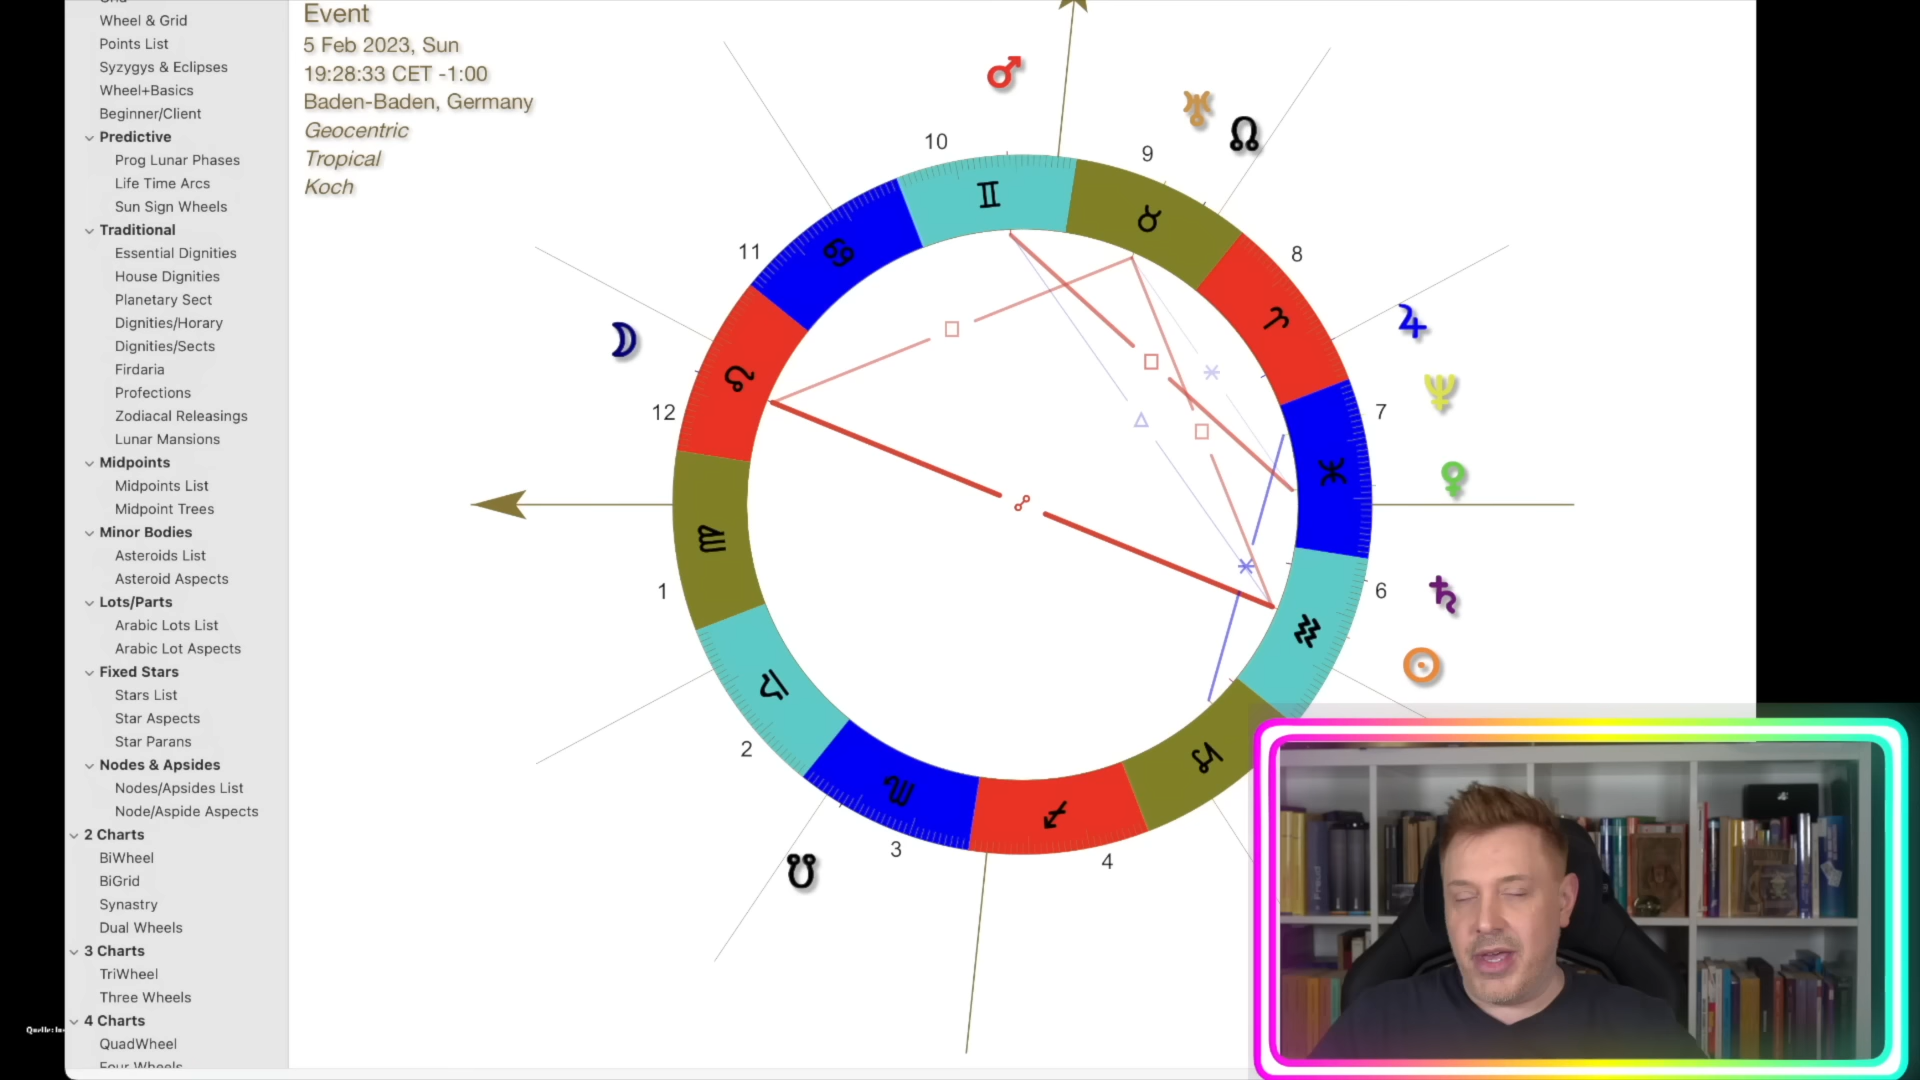 Wheel & Grid
Points List
Syzygys & Eclipses
Wheel+Basics
Beginner/Client
Predictive
Prog Lunar Phases
Life Time Arcs
Sun Sign Wheels
Traditional
Essential Dignities
House Dignities
Planetary Sect
Dignities/Horary
Dignities/Sects
Firdaria
Profections
Zodiacal Releasings
Lunar Mansions
Midpoints
Midpoints List
Midpoint Trees
Minor Bodies
Asteroids List
Asteroid Aspects
Lots/Parts
Arabic Lots List
Arabic Lot Aspects
Fixed Stars
Stars List
Star Aspects
Star Parans
Nodes & Apsides
Nodes/Apsides List
Node/Aspide Aspects
2 Charts
BiWheel
BiGrid
Synastry
Dual Wheels
3 Charts
TriWheel
Three Wheels
4 Charts
QuadWheel
Four Wheels
Event
5 Feb 2023, Sun
19:28:33 CET -1:00
Baden-Baden, Germany
Geocentric
Tropical
Koch
10
9
11
8
12
7
1
6
2
3
4